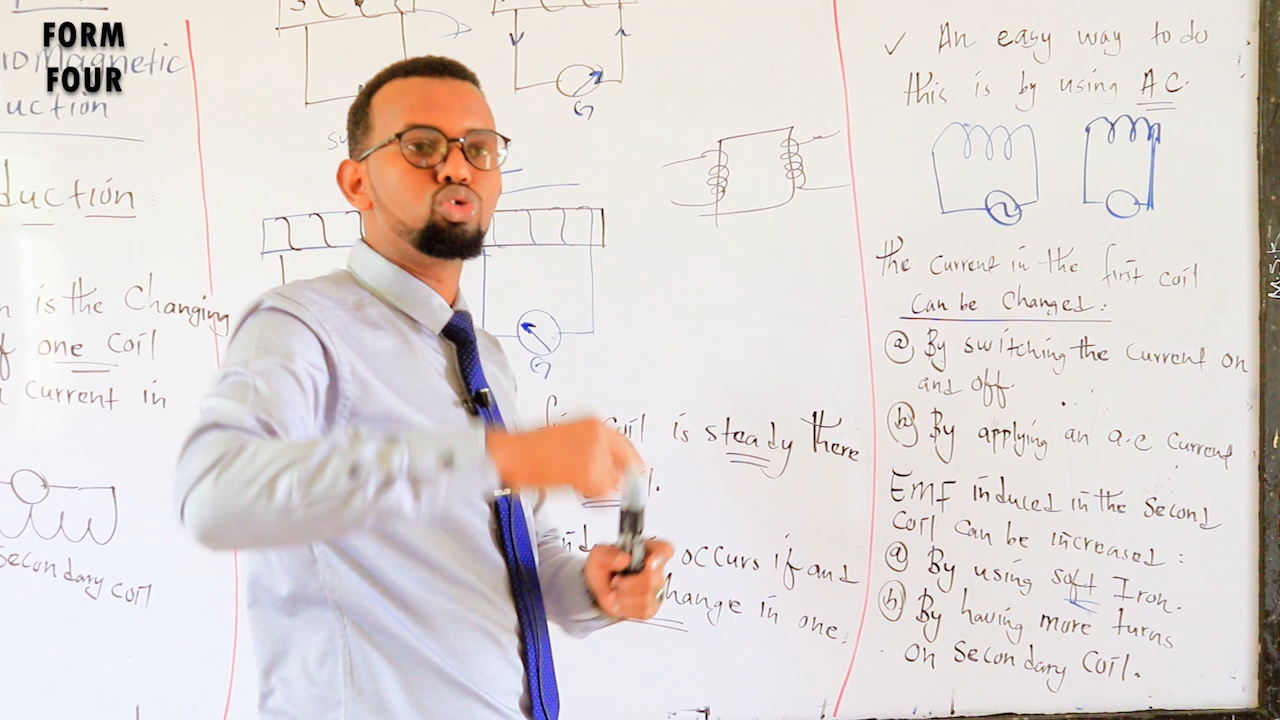 FORM
FOUR
Magnetic
uction
duction
n is the Changing
f one coil
current in
Secondary coil
S
G
G
coil is steady there
occurs if and
hange in one.
✓ An easy way to do
this is by using AC.
the current in the first coil
can be changed:
(a) By switching the current on
and off.
(b) By applying an a.c current
EMF induced in the second
coil can be increased:
(a) By using soft Iron.
(b) By having more turns
on secondary coil.
M.S.K